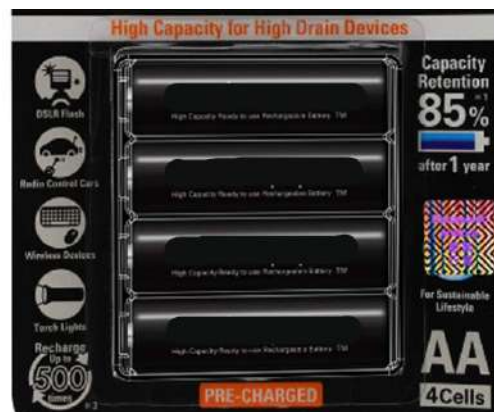 High Capacity for High Drain Devices
DSLR Flash
Radio Control Cars
Wireless Devices
Torch Lights
Recharge
Up to
500
times
High Capacity Ready to use Rechargeable Battery TM
High Capacity Ready to use Rechargeable Battery TM
High Capacity Ready to use Rechargeable Battery TM
High Capacity Ready to use Rechargeable Battery TM
PRE-CHARGED
Capacity
Retention
85%
after 1 year
For Sustainable
Lifestyle
AA
4Cells